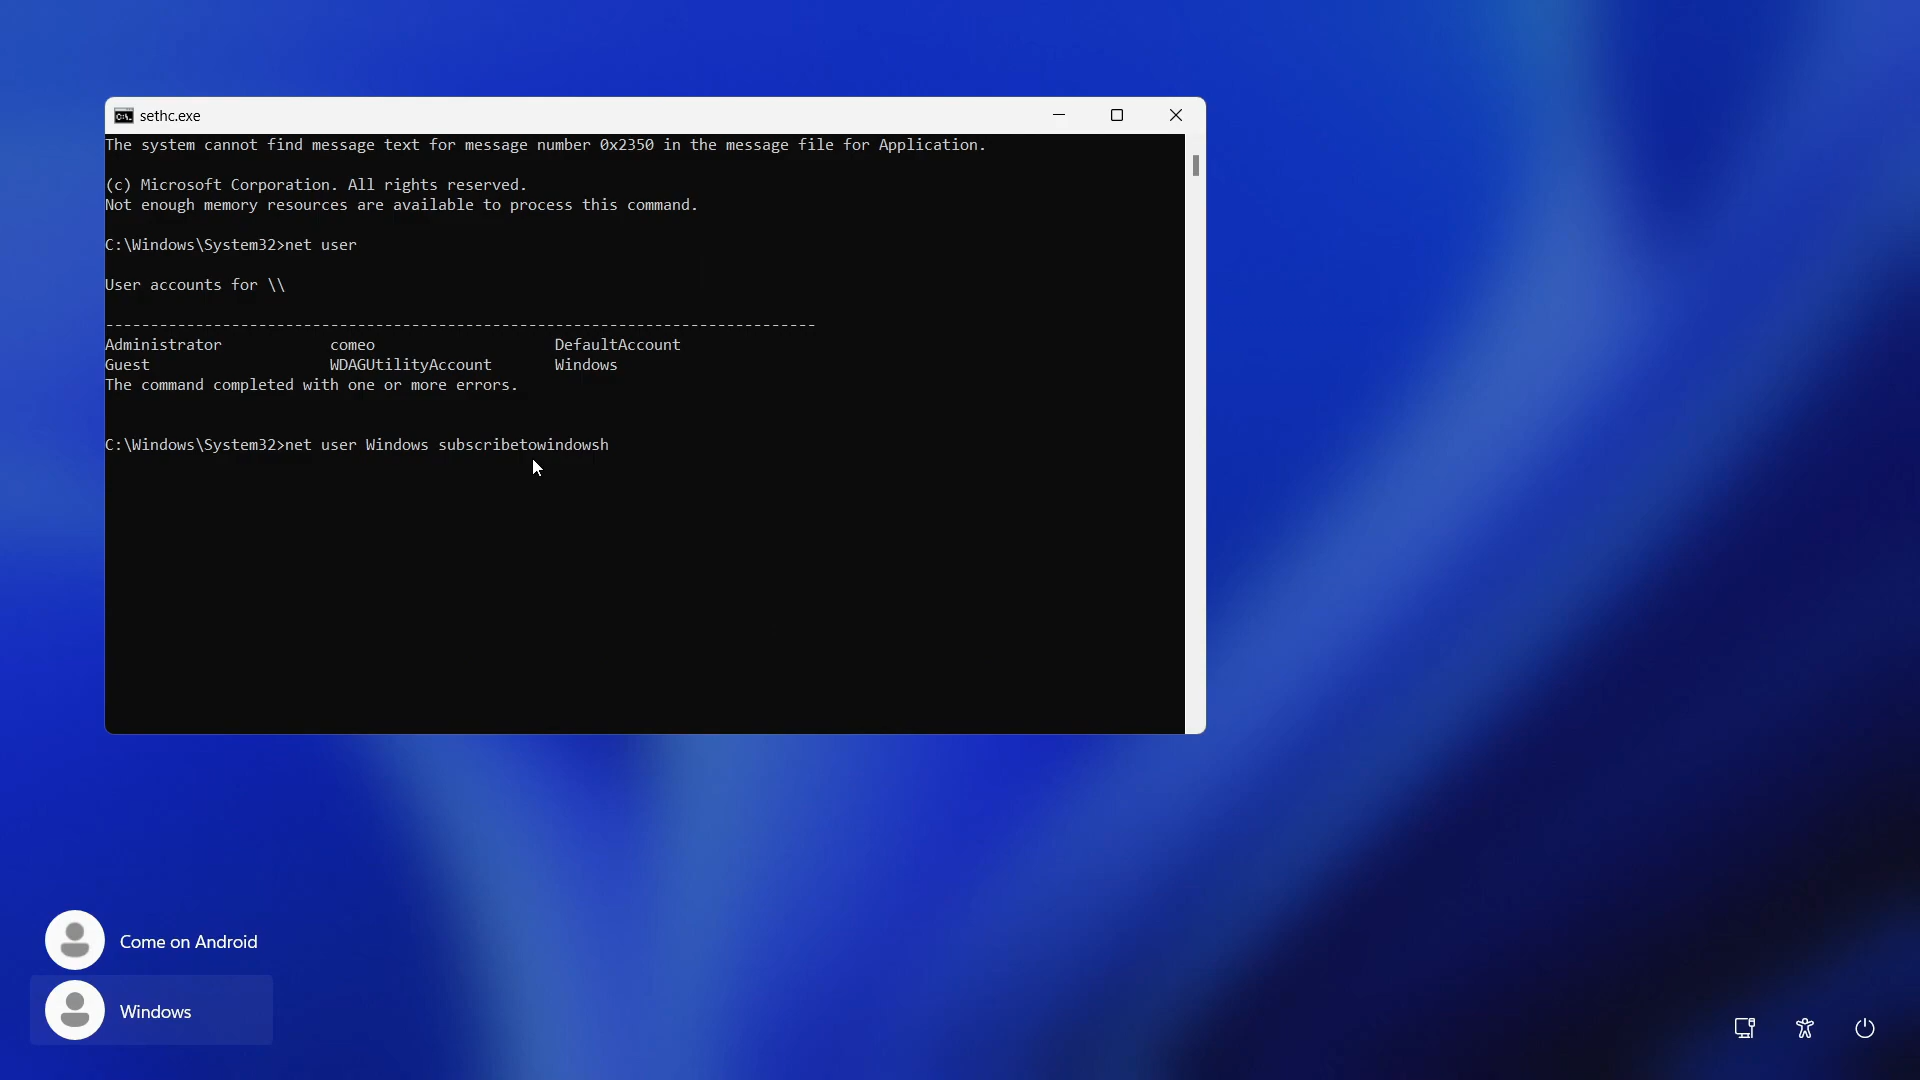 sethc.exe
The system cannot find message text for message number 0x2350 in the message file for Application.
(c) Microsoft Corporation. All rights reserved.
Not enough memory resources are available to process this command.
C:\Windows\System32>net user
User accounts for \\
-------------------------------------------------------------------------------
Administrator comeo DefaultAccount
Guest WDAGUtilityAccount Windows
The command completed with one or more errors.
C:\Windows\System32>net user Windows subscribetowindowsh
Come on Android
Windows